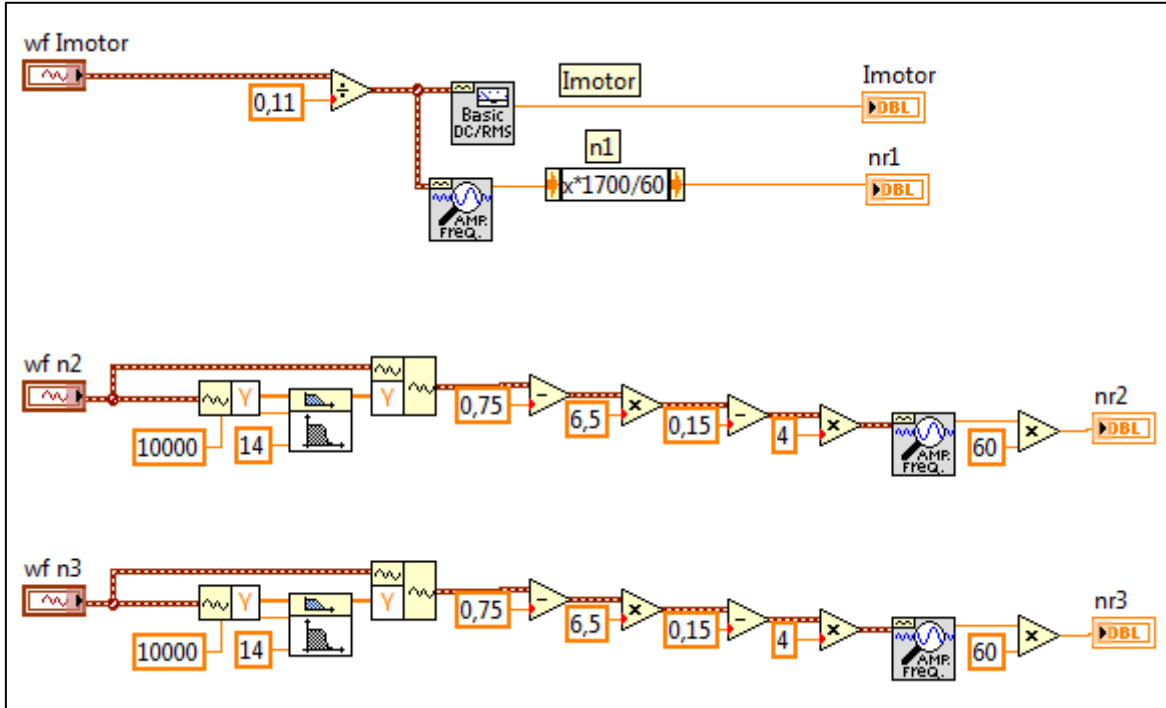 wf Imotor
0,11
Basic
DC/RMS
Imotor
Imotor
DBL
AMP.
Freq.
n1
x*1700/60
nr1
DBL
wf n2
Y
10000
14
Y
0,75
6,5
0,15
4
AMP.
Freq.
60
nr2
DBL
wf n3
Y
10000
14
Y
0,75
6,5
0,15
4
AMP.
Freq.
60
nr3
DBL